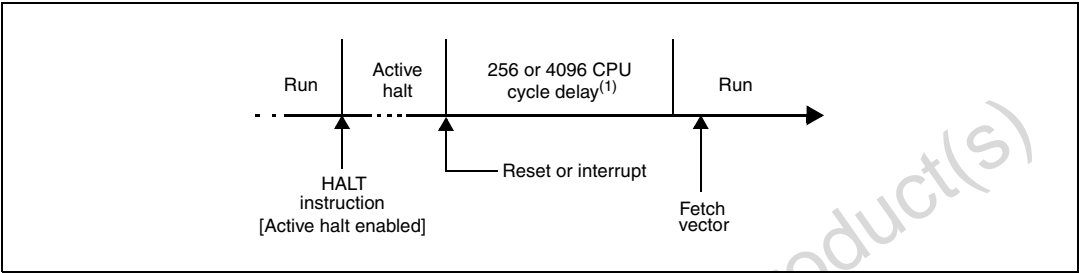 Run
Active
halt
256 or 4096 CPU
cycle delay(1)
Run
Reset or interrupt
HALT
instruction
[Active halt enabled]
Fetch
vector
oduct(s)